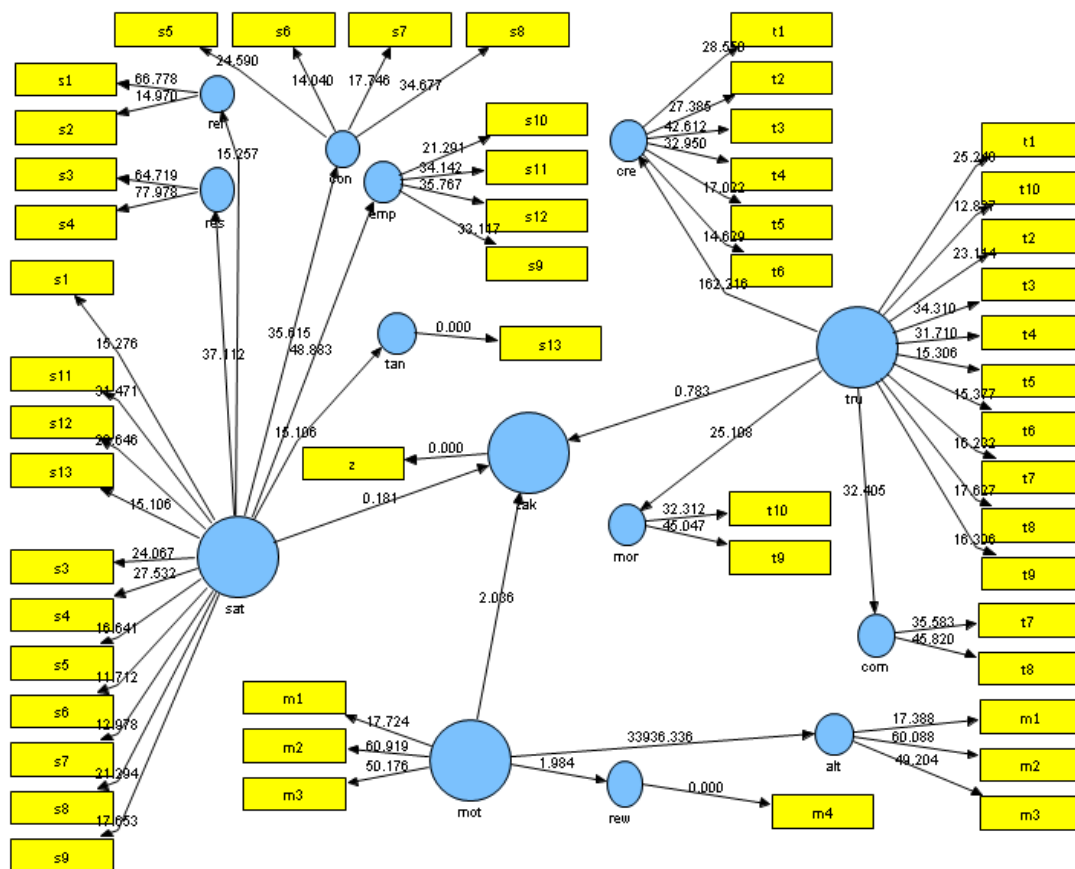 s5
s6
s7
s8
24.590
14.040
17.746
34.677
s1
66.778
14.970
s2
rel
15.257
s3
64.719
77.978
s4
res
con
s10
21.291
34.142
s11
35.767
s12
33.117
s9
emp
t1
28.550
t2
27.385
42.612
t3
32.950
t4
17.022
t5
14.629
t6
cre
162.216
t1
25.240
t10
t2
23.114
t3
34.310
31.710
t4
15.306
t5
15.377
t6
16.232
t7
17.627
t8
16.306
t9
tru
s1
15.276
s11
31.471
s12
s13
15.106
37.112
35.615
48.883
15.106
tan
0.000
s13
z
0.000
tak
0.783
0.181
2.036
25.108
32.405
mor
32.312
t10
45.047
t9
com
35.583
t7
45.820
t8
sat
s3
24.067
27.532
s4
16.641
s5
11.712
s6
12.978
s7
21.294
s8
17.653
s9
m1
17.724
m2
60.919
50.176
m3
mot
33936.336
1.984
rew
0.000
m4
alt
17.388
m1
60.088
m2
49.204
m3